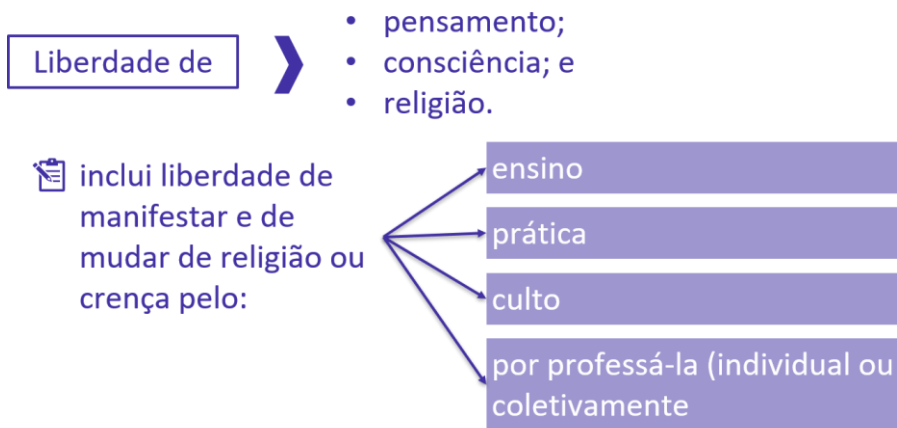 Liberdade de
• pensamento;
• consciência; e
• religião.
inclui liberdade de
manifestar e de
mudar de religião ou
crença pelo:
ensino
prática
culto
por professá-la (individual ou
coletivamente